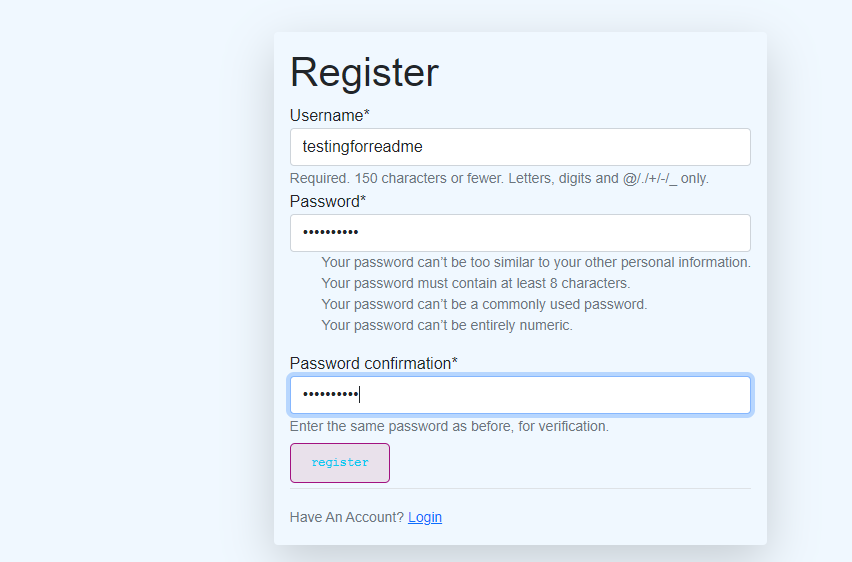 Register
Username*
testingforreadme
Required. 150 characters or fewer. Letters, digits and @/./+/-/_ only.
Password*
••••••••••
Your password can’t be too similar to your other personal information.
Your password must contain at least 8 characters.
Your password can’t be a commonly used password.
Your password can’t be entirely numeric.
Password confirmation*
••••••••••
Enter the same password as before, for verification.
register
Have An Account? Login